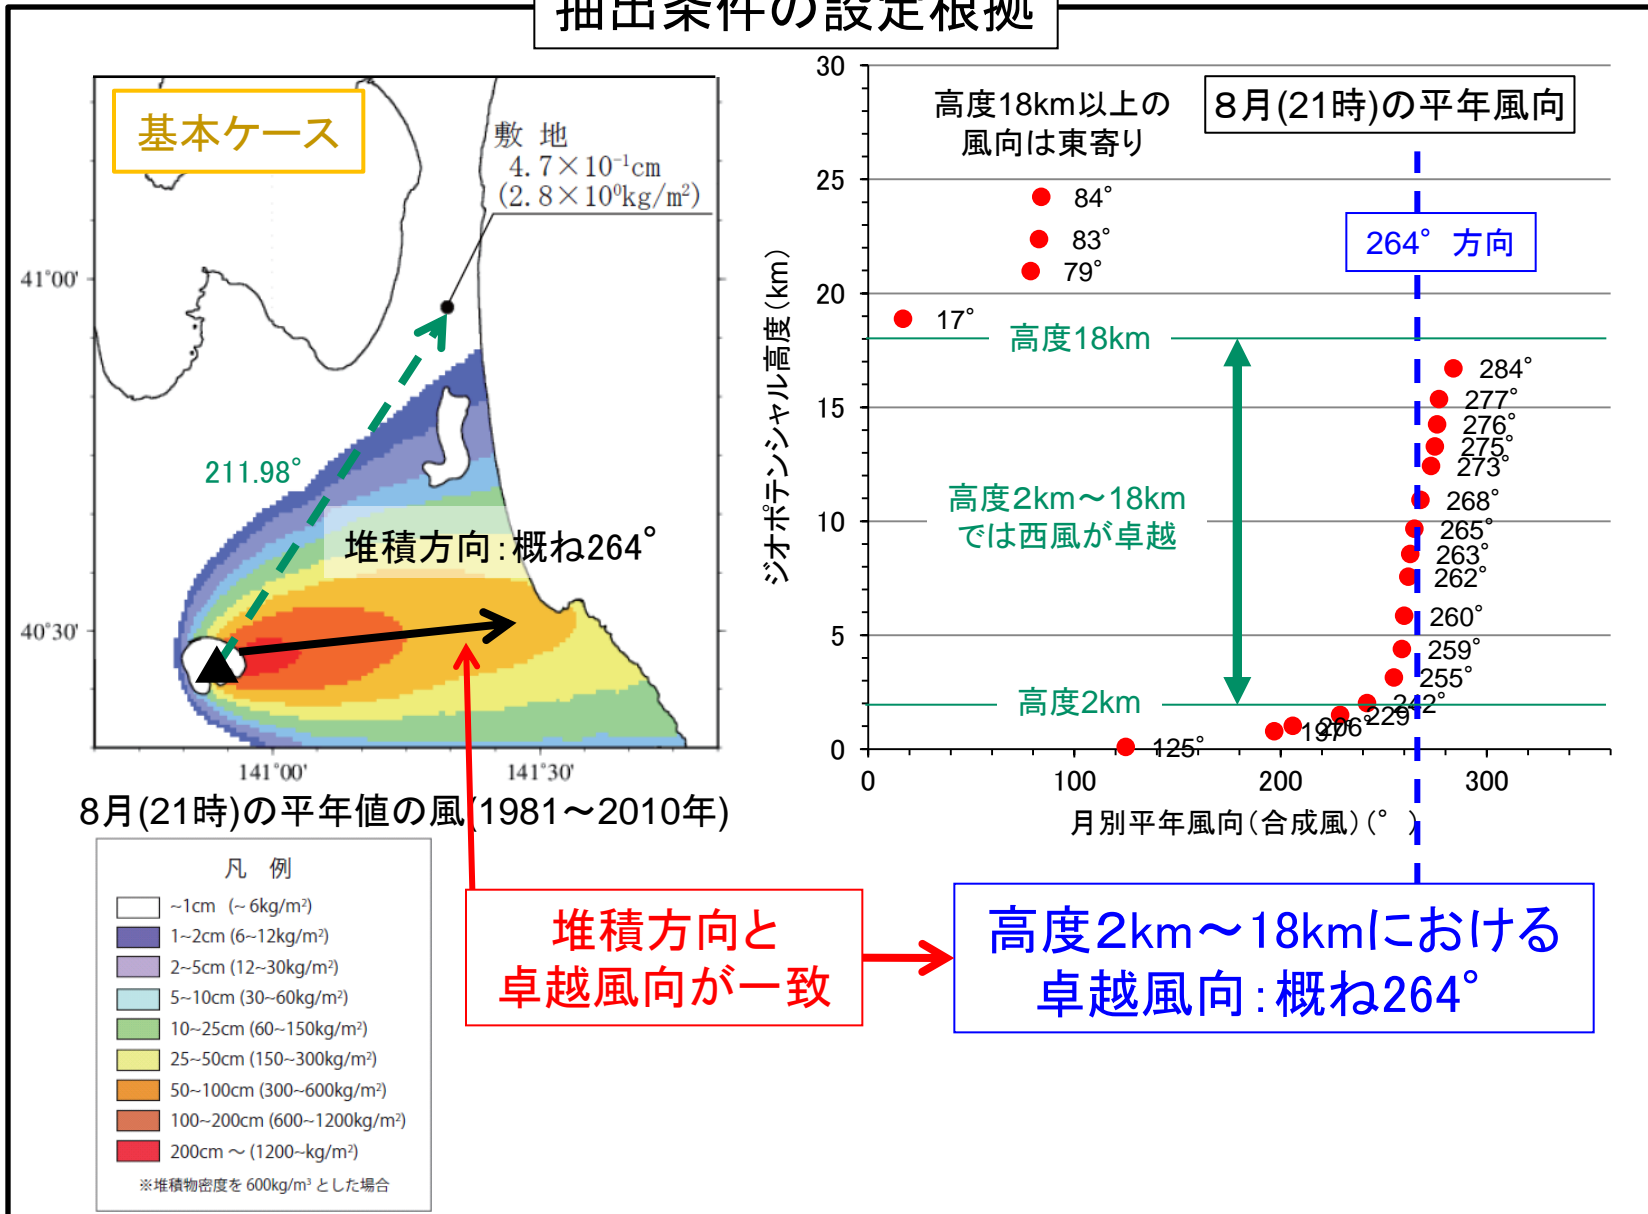 抽出条件の設定根拠
基本ケース
敷 地
4.7×10⁻¹cm
(2.8×10⁰kg/m²)
41°00'
40°30'
141°00'
141°30'
211.98°
堆積方向：概ね264°
8月(21時)の平年値の風(1981～2010年)
凡 例
~1cm (~ 6kg/m²)
1~2cm (6~12kg/m²)
2~5cm (12~30kg/m²)
5~10cm (30~60kg/m²)
10~25cm (60~150kg/m²)
25~50cm (150~300kg/m²)
50~100cm (300~600kg/m²)
100~200cm (600~1200kg/m²)
200cm ～ (1200~kg/m²)
※堆積物密度を 600kg/m³ とした場合
8月(21時)の平年風向
高度18km以上の
風向は東寄り
264° 方向
ジオポテンシャル高度(km)
30
25
20
15
10
5
0
84°
83°
79°
17°
高度18km
284°
277°
276°
275°
273°
268°
265°
263°
262°
260°
259°
255°
242°
229°
206°
197°
125°
高度2km～18km
では西風が卓越
高度2km
0
100
200
300
月別平年風向(合成風)(°)
堆積方向と
卓越風向が一致
高度2km～18kmにおける
卓越風向：概ね264°